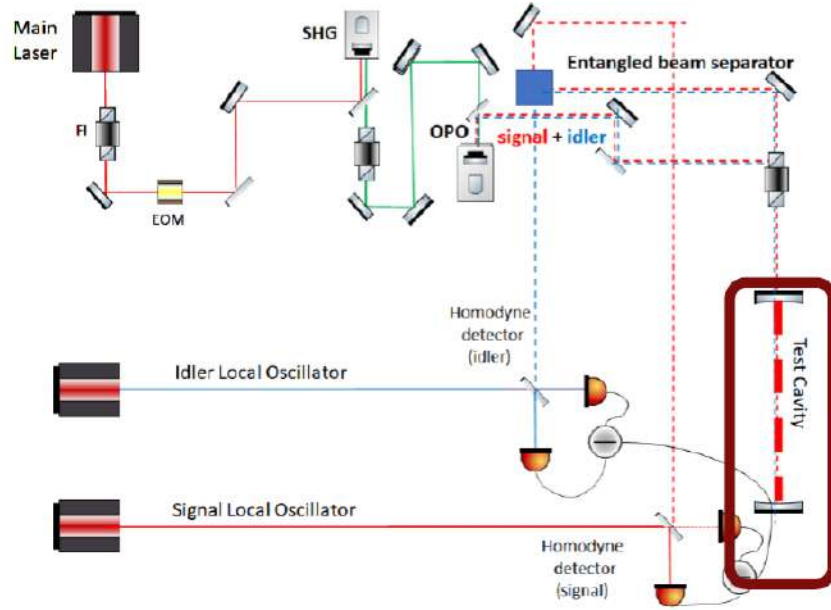 Main
Laser
SHG
Entangled beam separator
FI
OPO
signal + idler
EOM
Homodyne
detector
(idler)
Test Cavity
Idler Local Oscillator
Signal Local Oscillator
Homodyne
detector
(signal)